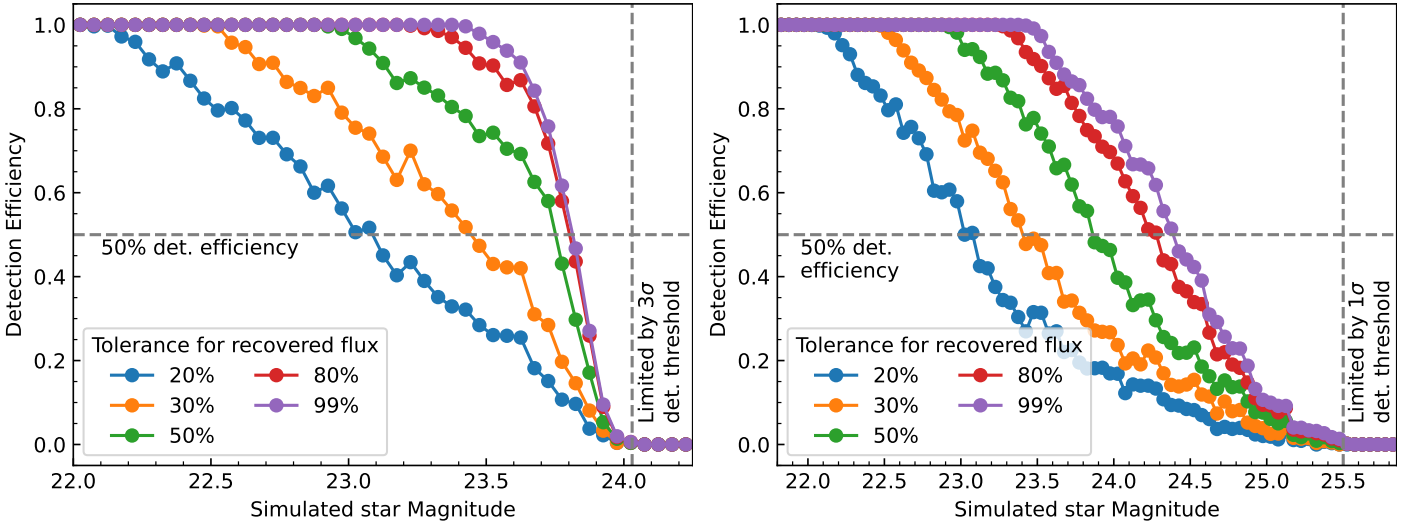 Detection Efficiency
1.0
0.8
0.6
0.4
0.2
0.0
50% det. efficiency
Limited by 3σ
det. threshold
Tolerance for recovered flux
20% 80%
30% 99%
50%
22.0 22.5 23.0 23.5 24.0
Simulated star Magnitude
Detection Efficiency
1.0
0.8
0.6
0.4
0.2
0.0
50% det.
efficiency
Limited by 1σ
det. threshold
Tolerance for recovered flux
20% 80%
30% 99%
50%
22.0 22.5 23.0 23.5 24.0 24.5 25.0 25.5
Simulated star Magnitude